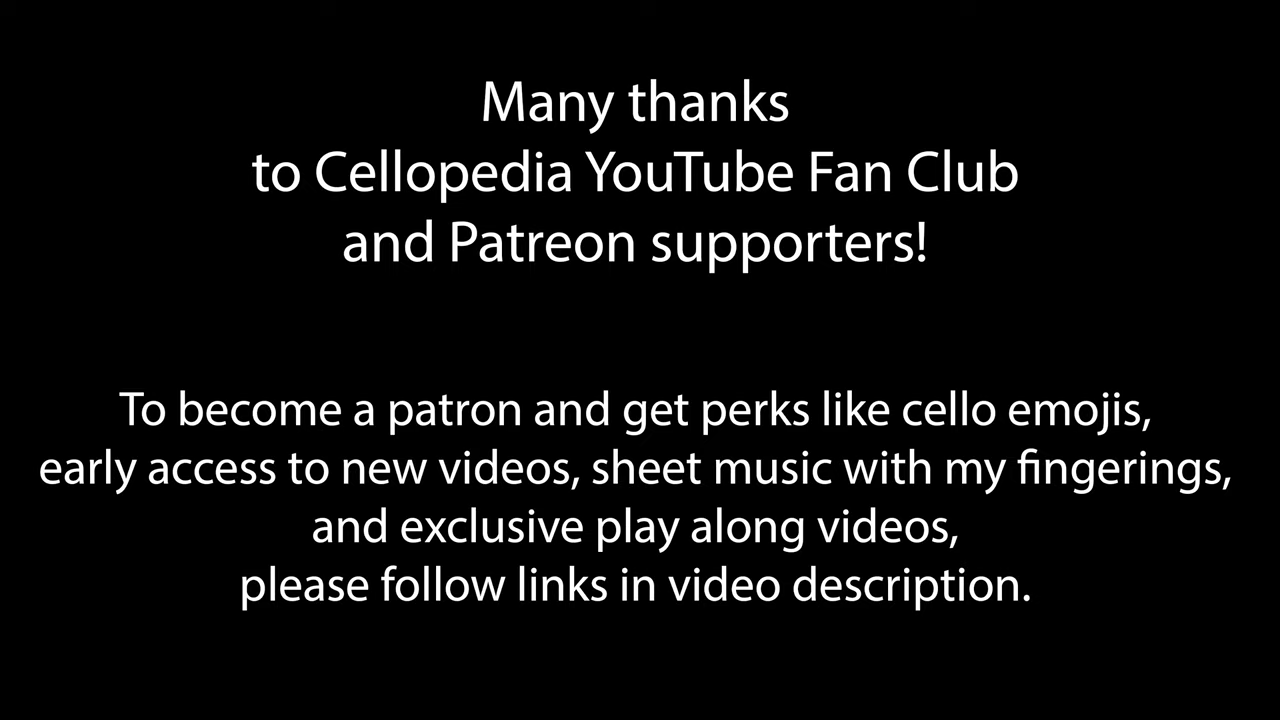 Many thanks
to Cellopedia YouTube Fan Club
and Patreon supporters!
To become a patron and get perks like cello emojis,
early access to new videos, sheet music with my fingerings,
and exclusive play along videos,
please follow links in video description.